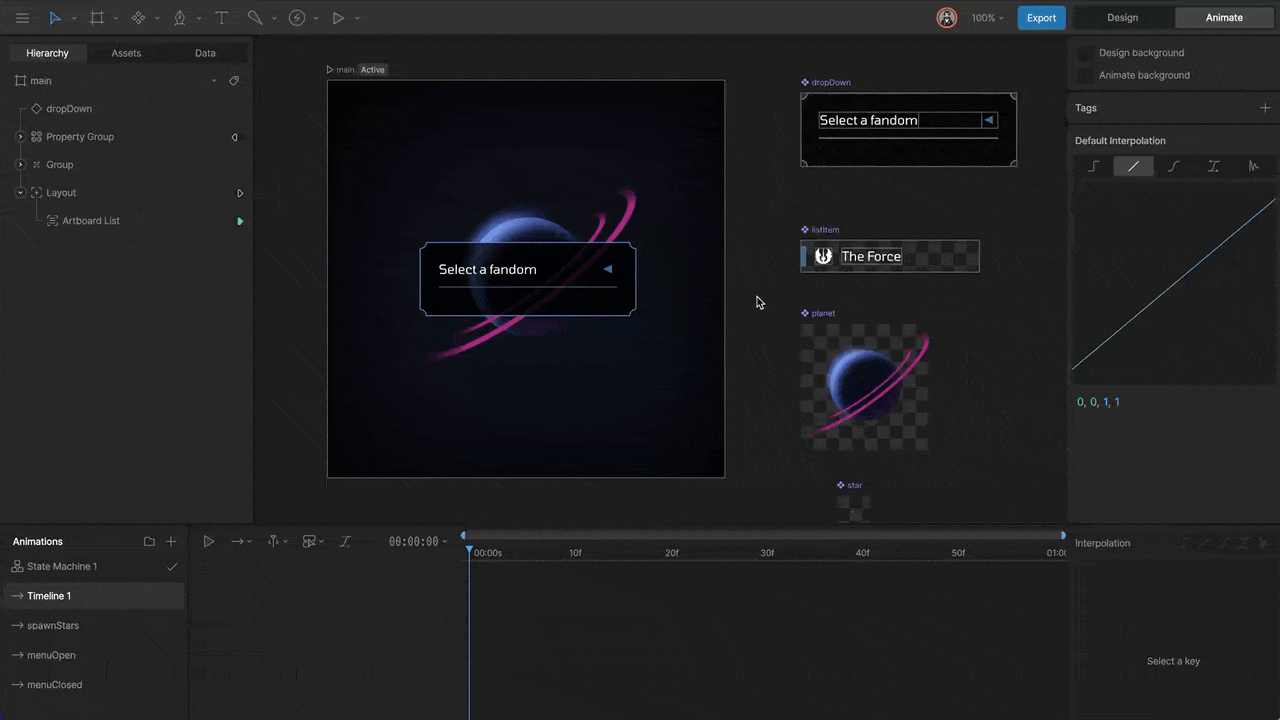 100%
Export
Design
Animate
Hierarchy
Assets
Data
main
dropDown
Property Group
Group
Layout
Artboard List
main
Active
Select a fandom
dropDown
Select a fandom
listItem
The Force
planet
star
Design background
Animate background
Tags
Default Interpolation
0, 0, 1, 1
Animations
State Machine 1
Timeline 1
spawnStars
menuOpen
menuClosed
00:00:00
00:00s
10f
20f
30f
40f
50f
01:0
Interpolation
Select a key